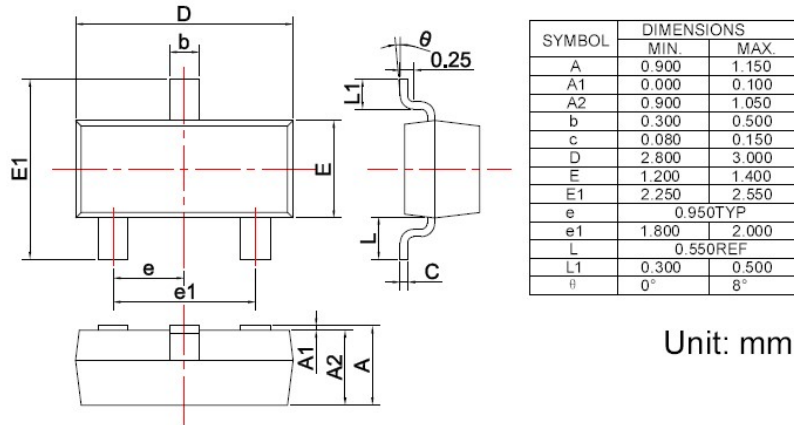 D
b
θ
0.25
L1
E1
E
L
e
e1
C
A1
A2
A
SYMBOL DIMENSIONS
MIN. MAX.
A 0.900 1.150
A1 0.000 0.100
A2 0.900 1.050
b 0.300 0.500
c 0.080 0.150
D 2.800 3.000
E 1.200 1.400
E1 2.250 2.550
e 0.950TYP
e1 1.800 2.000
L 0.550REF
L1 0.300 0.500
θ 0° 8°
Unit: mm